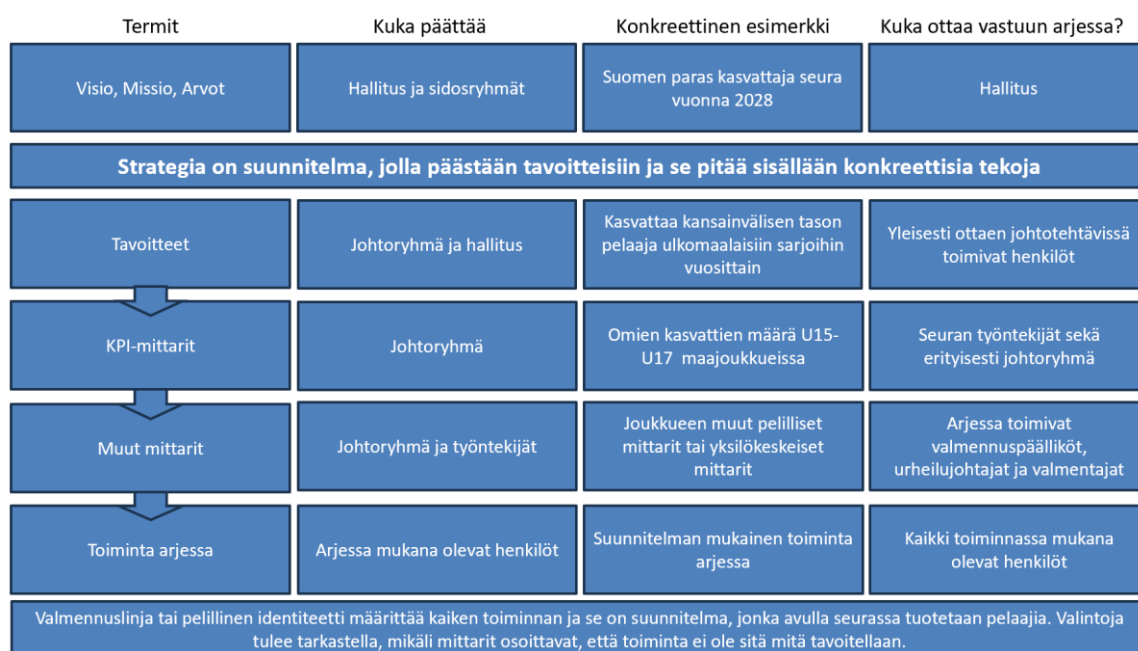 Termit
Kuka päättää
Konkreettinen esimerkki
Kuka ottaa vastuun arjessa?
Visio, Missio, Arvot
Hallitus ja sidosryhmät
Suomen paras kasvattaja seura
vuonna 2028
Hallitus
Strategia on suunnitelma, jolla päästään tavoitteisiin ja se pitää sisällään konkreettisia tekoja
Tavoitteet
Johtoryhmä ja hallitus
Kasvattaa kansainvälisen tason
pelaaja ulkomaalaisiin sarjoihin
vuosittain
Yleisesti ottaen johtotehtävissä
toimivat henkilöt
KPI-mittarit
Johtoryhmä
Omien kasvattien määrä U15-
U17 maajoukkueissa
Seuran työntekijät sekä
erityisesti johtoryhmä
Muut mittarit
Johtoryhmä ja työntekijät
Joukkueen muut pelilliset
mittarit tai yksilökeskeiset
mittarit
Arjessa toimivat
valmennuspäälliköt,
urheilujohtajat ja valmentajat
Toiminta arjessa
Arjessa mukana olevat henkilöt
Suunnitelman mukainen toiminta
arjessa
Kaikki toiminnassa mukana
olevat henkilöt
Valmennuslinja tai pelillinen identiteetti määrittää kaiken toiminnan ja se on suunnitelma, jonka avulla seurassa tuotetaan pelaajia. Valintoja
tulee tarkastella, mikäli mittarit osoittavat, että toiminta ei ole sitä mitä tavoitellaan.